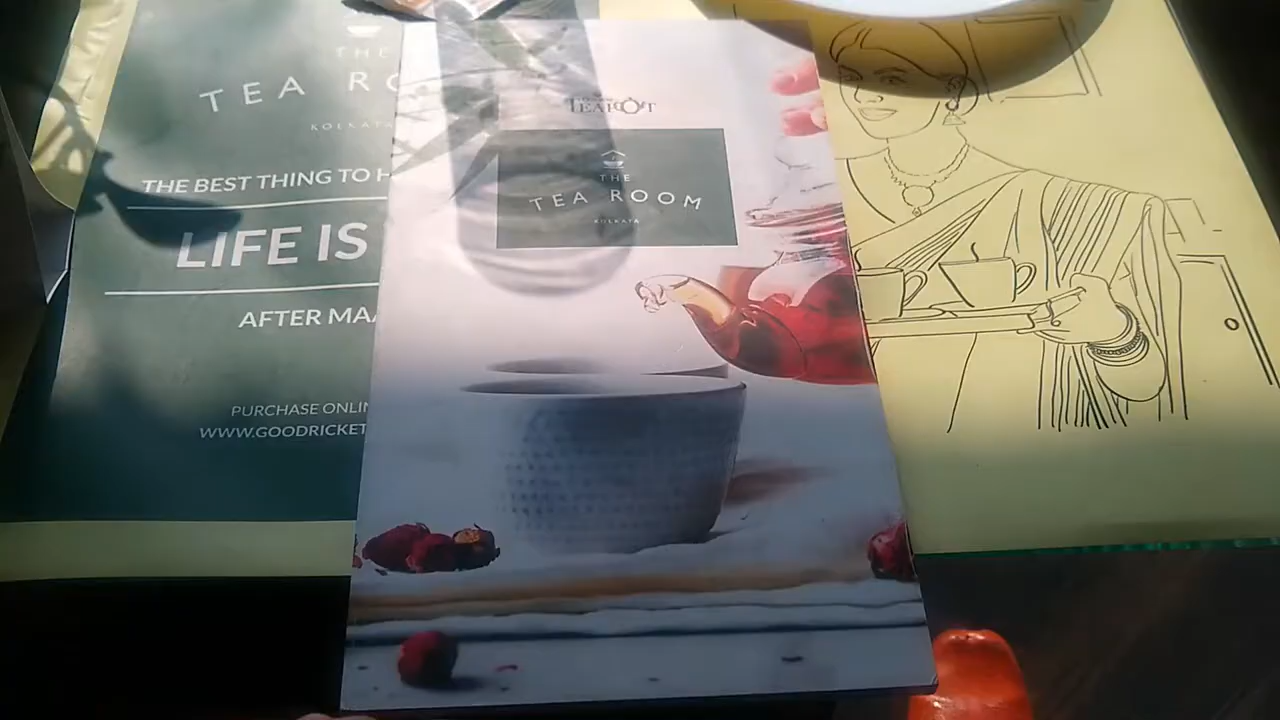 THE
TEA RO
KOLKATA
THE BEST THING TO H
LIFE IS
AFTER MA
PURCHASE ONLIN
WWW.GOODRICKET
TEAPOT
THE
TEA ROOM
KOLKATA